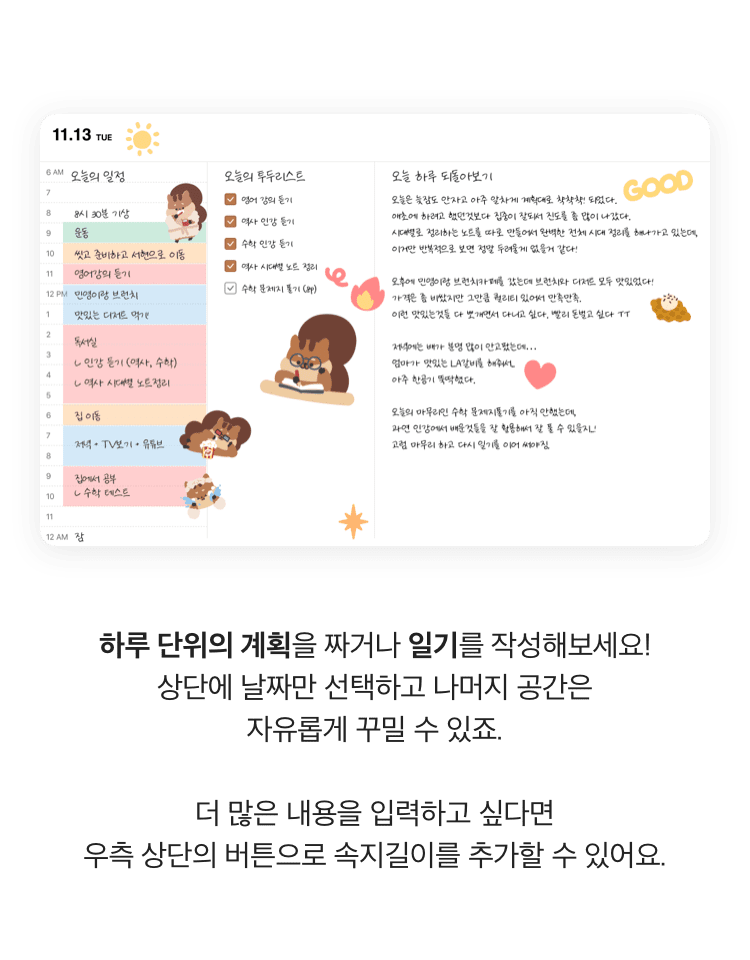 11.13 TUE
6 AM 오늘의 일정
7
8 8시 30분 기상
9 운동
10 씻고 준비하고 서현으로 이동
11 영어강의 듣기
12 PM 민영이랑 브런치
1 맛있는 디저트 먹기!
2 독서실
3 ㄴ 인강 듣기 (역사, 수학)
4 ㄴ 역사 시대별 노트정리
5
6 집 이동
7 저녁 + TV보기 + 유튜브
8
9 집에서 공부
10 ㄴ 수학 테스트
11
12 AM 잠
오늘의 투두리스트
영어 강의 듣기
역사 인강 듣기
수학 인강 듣기
역사 시대별 노트 정리
수학 문제지 풀기 (8P)
오늘 하루 되돌아보기
GOOD
오늘은 늦잠도 안자고 아주 알차게 계획대로 착착착! 되었다.
애초에 하려고 했던것보다 집중이 잘되서 진도를 좀 많이 나갔다.
시대별로 정리하는 노트를 따로 만들어서 완벽한 전체 시대 정리를 해나가고 있는데,
이거만 반복적으로 보면 정말 두려울게 없을거 같다!
오후에 민영이랑 브런치카페를 갔는데 브런치와 디저트 모두 맛있었다!
가격은 좀 비쌌지만 그만큼 퀄리티 있어서 만족만족.
이런 맛있는것들 다 뽀개면서 다니고 싶다. 빨리 돈벌고 싶다 TT
저녁에는 배가 분명 많이 안고팠는데...
엄마가 맛있는 LA갈비를 해줘서..
아주 한공기 뚝딱했다.
오늘의 마무리인 수학 문제지풀기를 아직 안했는데,
과연 인강에서 배운것들을 잘 활용해서 잘 풀 수 있을지..!
그럼 마무리 하고 다시 일기를 이어 써야징.
하루 단위의 계획을 짜거나 일기를 작성해보세요!
상단에 날짜만 선택하고 나머지 공간은
자유롭게 꾸밀 수 있죠.
더 많은 내용을 입력하고 싶다면
우측 상단의 버튼으로 속지길이를 추가할 수 있어요.